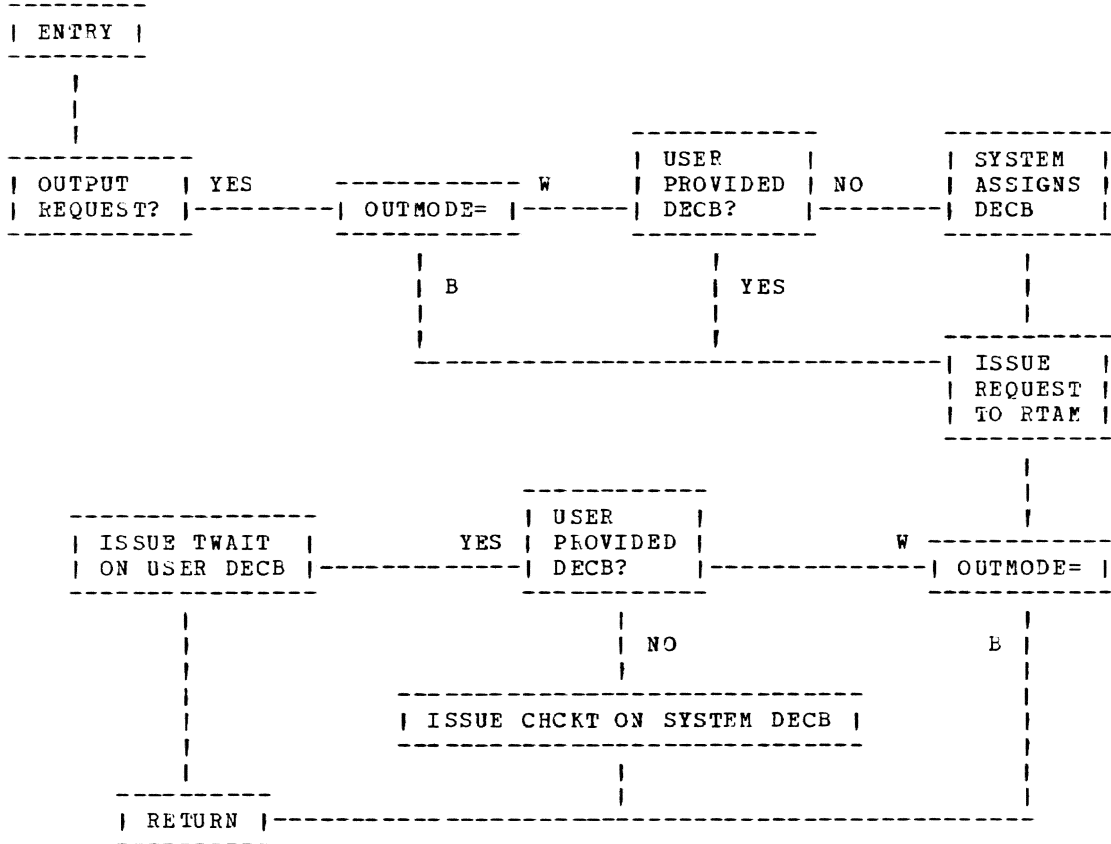 ENTRY
OUTPUT REQUEST?
YES
OUTMODE=
W
USER PROVIDED DECB?
NO
SYSTEM ASSIGNS DECB
B
YES
ISSUE REQUEST TO RTAM
ISSUE TWAIT ON USER DECB
YES
USER PROVIDED DECB?
W
OUTMODE=
NO
B
ISSUE CHCKT ON SYSTEM DECB
RETURN